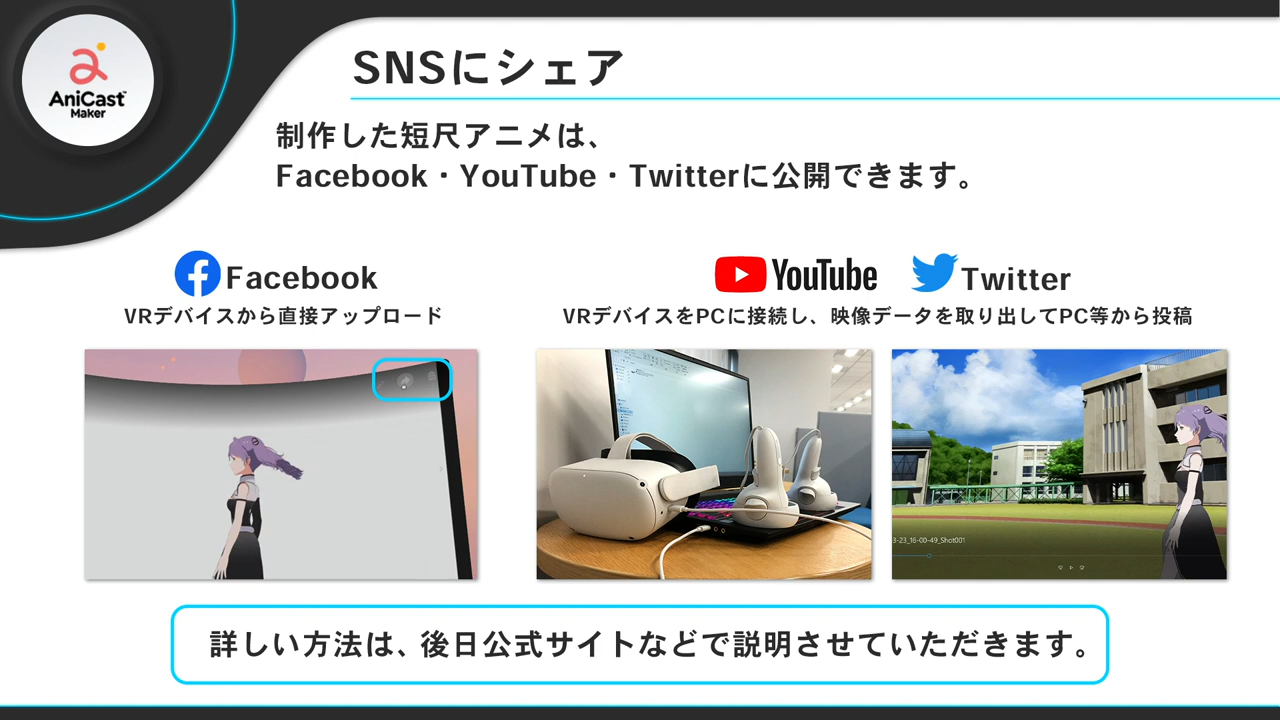 AniCast
Maker
SNSにシェア
制作した短尺アニメは、
Facebook・YouTube・Twitterに公開できます。
Facebook
VRデバイスから直接アップロード
YouTube
Twitter
VRデバイスをPCに接続し、映像データを取り出してPC等から投稿
3-23_16-00-49_Shot001
詳しい方法は、後日公式サイトなどで説明させていただきます。